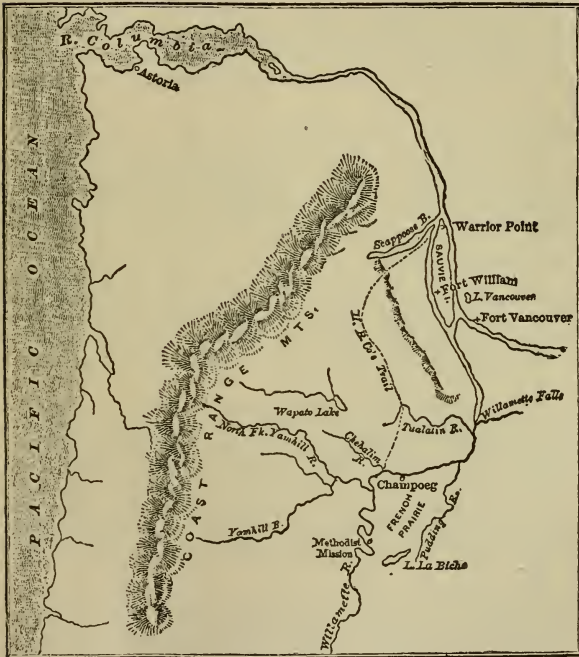 R. Columbia
Astoria
PACIFIC OCEAN
Scappoose B.
Warrior Point
SAUVIE I.
Fort William
L. Vancouver
Fort Vancouver
H. B. Co's Trail
COAST RANGE MTS.
Wapato Lake
North Fk. Yamhill R.
Chehalim R.
Tualatin R.
Willamette Falls
Champoeg
FRENCH
PRAIRIE
Pudding R.
Yamhill R.
Methodist
Mission
L. La Biche
Willamette R.